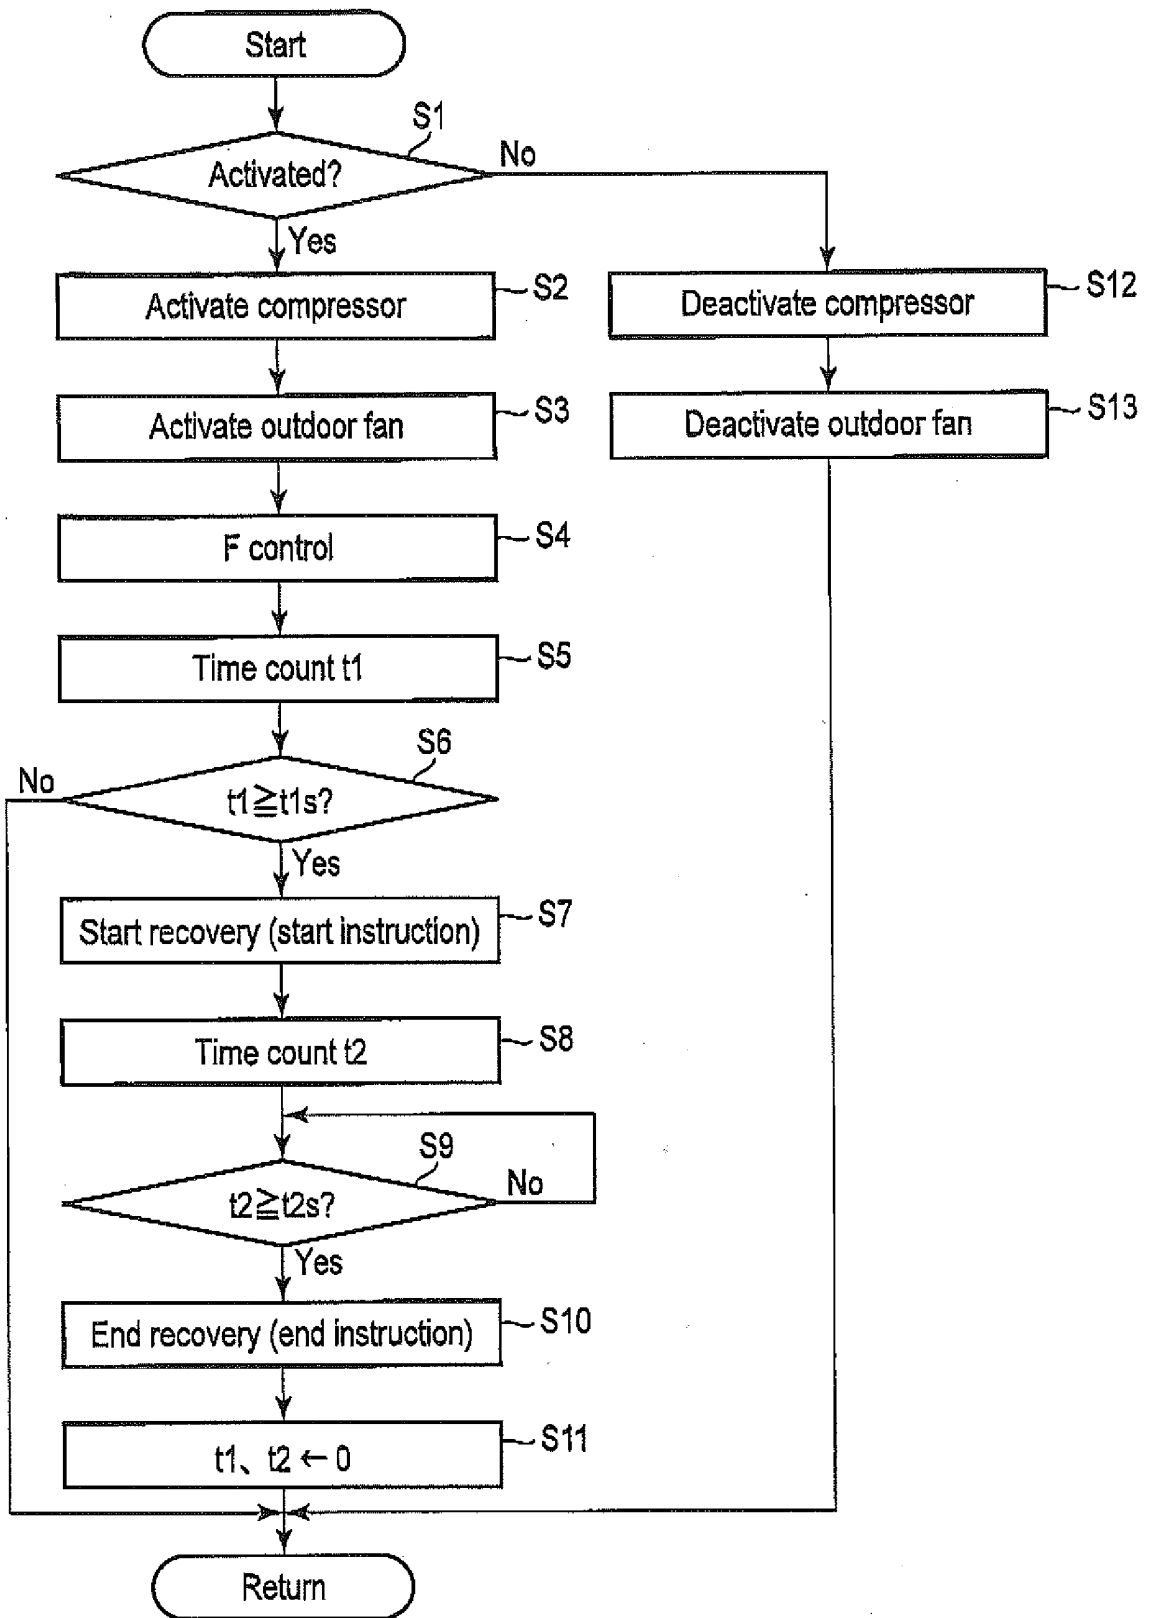 Start
S1
Activated?
No
Yes
Activate compressor
S2
Deactivate compressor
S12
Activate outdoor fan
S3
Deactivate outdoor fan
S13
F control
S4
Time count t1
S5
S6
No
t1≧t1s?
Yes
Start recovery (start instruction)
S7
Time count t2
S8
S9
t2≧t2s?
No
Yes
End recovery (end instruction)
S10
t1、t2 ← 0
S11
Return